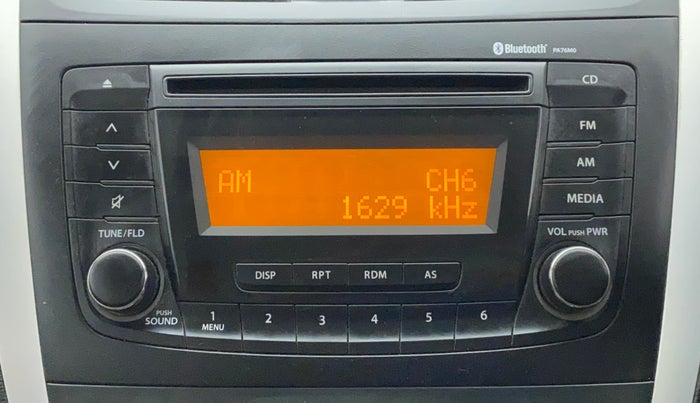 Bluetooth PA76M0
CD
FM
AM
MEDIA
AM CH6
1629 kHz
TUNE/FLD
VOL PUSH PWR
DISP RPT RDM AS
PUSH
SOUND
1 2 3 4 5 6
MENU